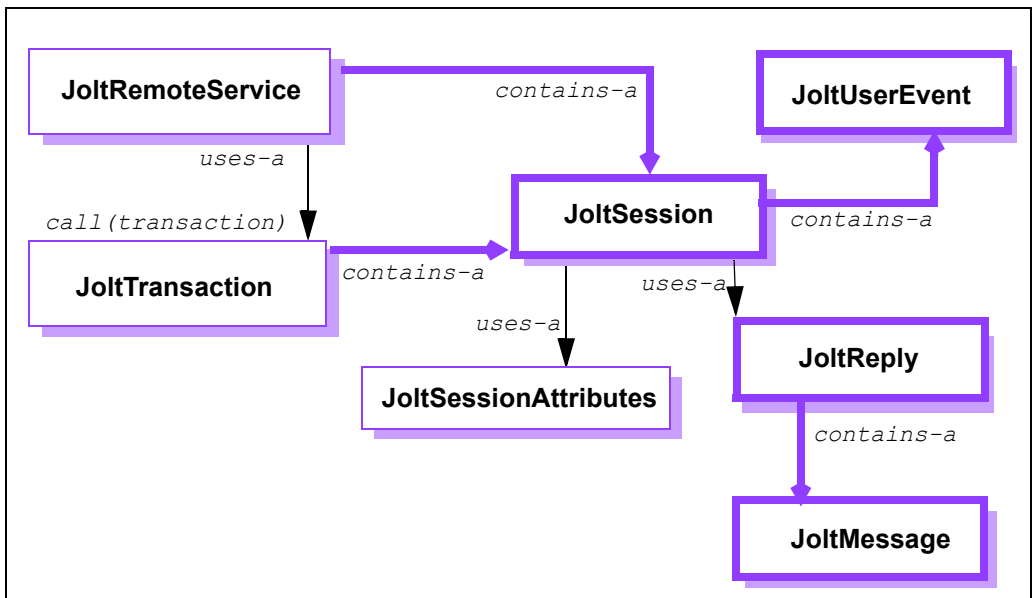 JoltRemoteService
contains-a
JoltUserEvent
uses-a
call(transaction)
JoltSession
contains-a
JoltTransaction
contains-a
uses-a
uses-a
JoltReply
JoltSessionAttributes
contains-a
JoltMessage